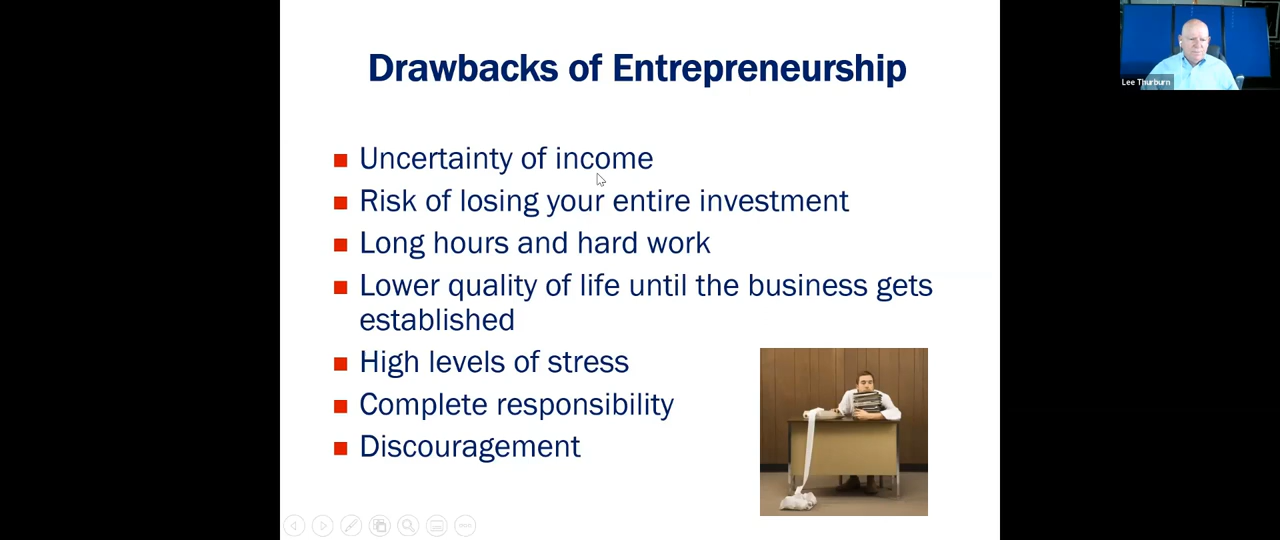 Drawbacks of Entrepreneurship
Lee Thurburn
Uncertainty of income
Risk of losing your entire investment
Long hours and hard work
Lower quality of life until the business gets
established
High levels of stress
Complete responsibility
Discouragement